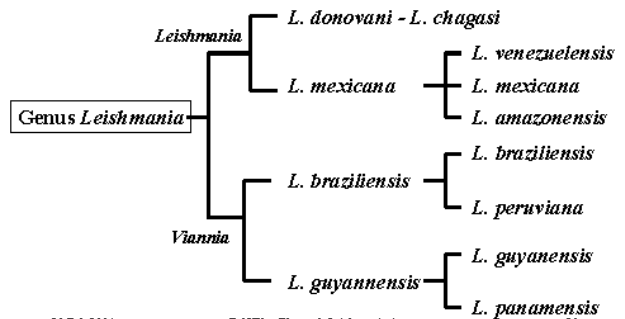 L. donovani - L. chagasi
Leishmania
L. venezuelensis
L. mexicana
L. mexicana
Genus Leishmania
L. amazonensis
L. braziliensis
L. braziliensis
L. peruviana
Viannia
L. guyanensis
L. guyannensis
L. panamensis